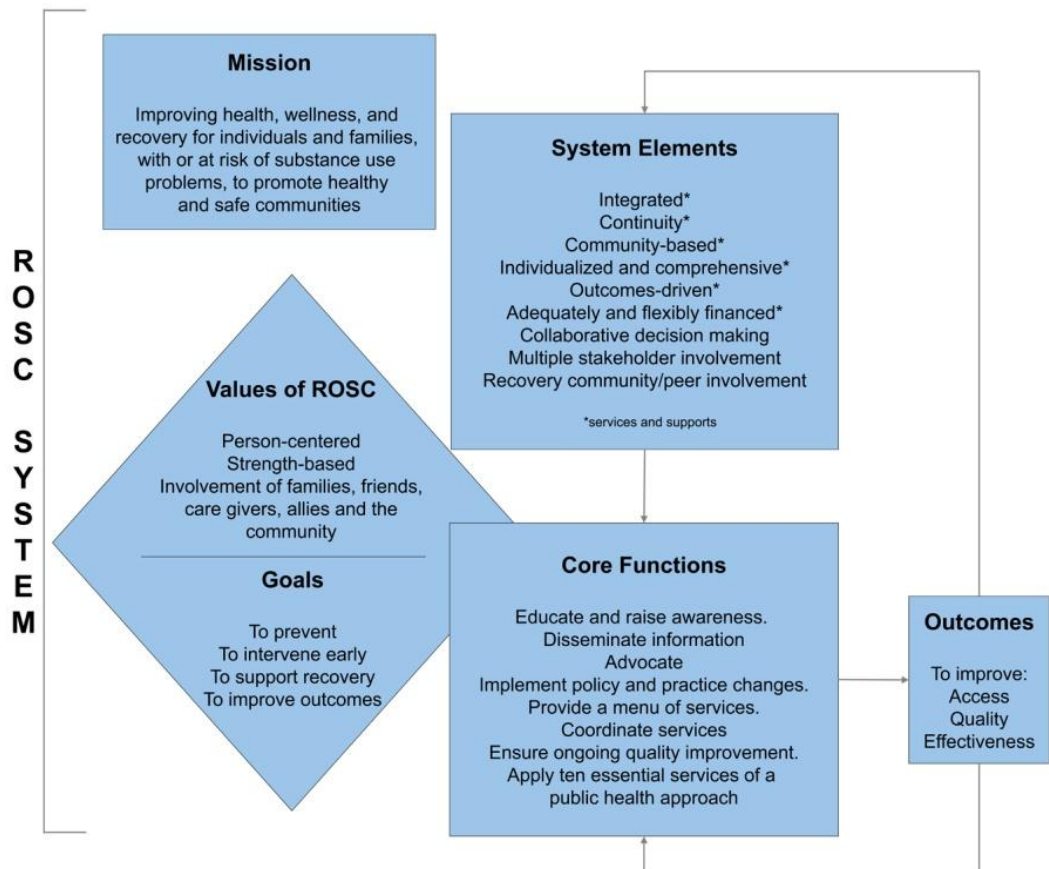 ROSC SYSTEM
Mission
Improving health, wellness, and
recovery for individuals and families,
with or at risk of substance use
problems, to promote healthy
and safe communities
System Elements
Integrated*
Continuity*
Community-based*
Individualized and comprehensive*
Outcomes-driven*
Adequately and flexibly financed*
Collaborative decision making
Multiple stakeholder involvement
Recovery community/peer involvement
*services and supports
Values of ROSC
Person-centered
Strength-based
Involvement of families, friends,
care givers, allies and the
community
Goals
To prevent
To intervene early
To support recovery
To improve outcomes
Core Functions
Educate and raise awareness.
Disseminate information
Advocate
Implement policy and practice changes.
Provide a menu of services.
Coordinate services
Ensure ongoing quality improvement.
Apply ten essential services of a
public health approach
Outcomes
To improve:
Access
Quality
Effectiveness